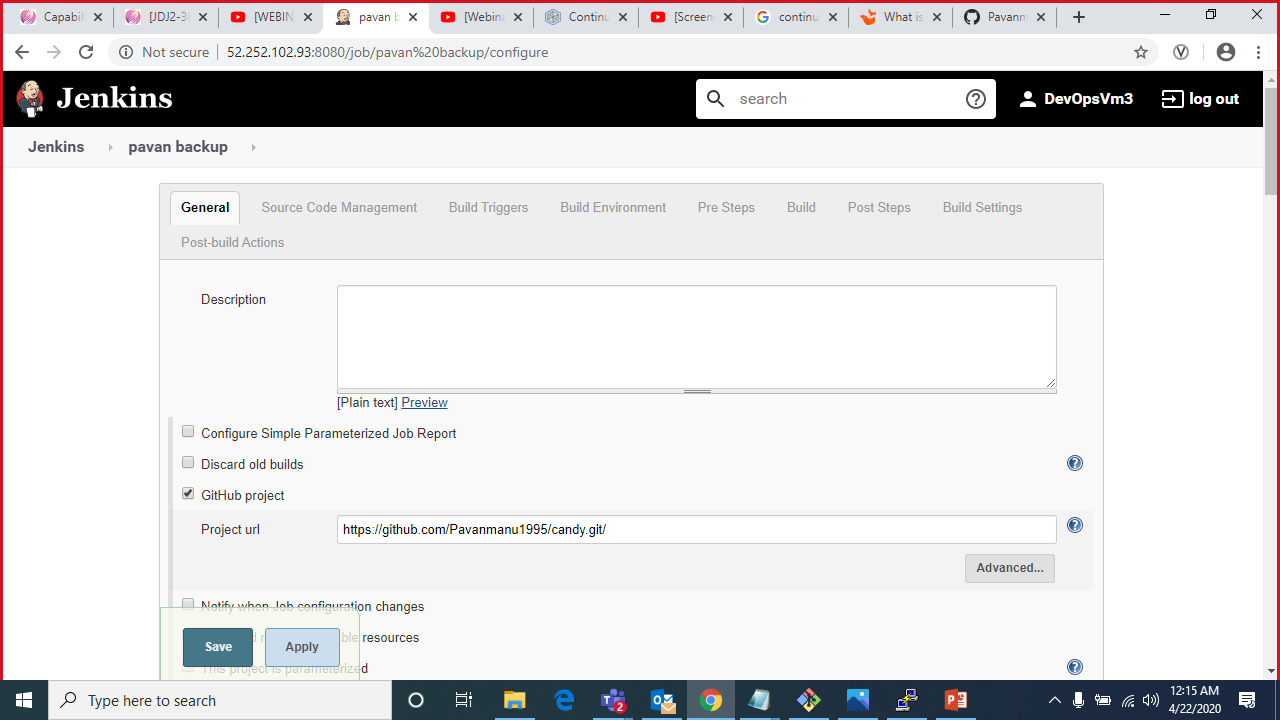 Capabil
[JDJ2-3
[WEBIN
pavan b
[Webina
Continu
[Screen
continu
What is
Pavanm
Not secure
52.252.102.93:8080/job/pavan%20backup/configure
Jenkins
search
DevOpsVm3
log out
Jenkins
pavan backup
General
Source Code Management
Build Triggers
Build Environment
Pre Steps
Build
Post Steps
Build Settings
Post-build Actions
Description
[Plain text] Preview
Configure Simple Parameterized Job Report
Discard old builds
GitHub project
Project url
https://github.com/Pavanmanu1995/candy.git/
Advanced...
Notify when Job configuration changes
resources
This project is parameterized
Save
Apply
Type here to search
2
12:15 AM
4/22/2020